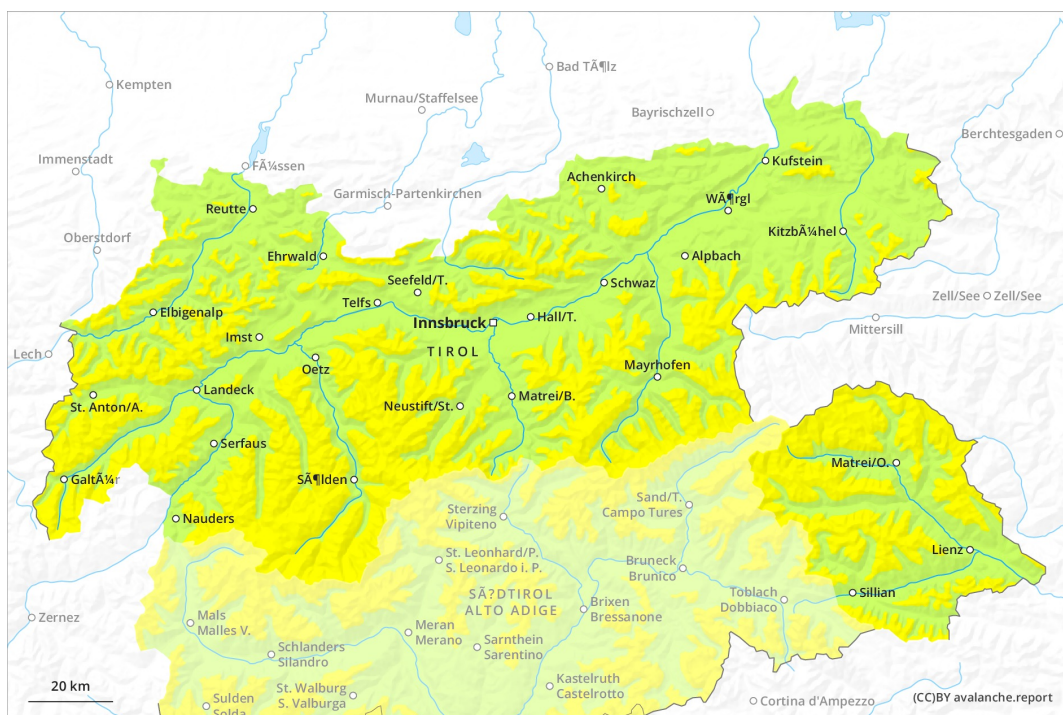 Kempten
Bad TÃ¶lz
Murnau/Staffelsee
Bayrischzell
Berchtesgaden
Immenstadt
FÃ¼ssen
Kufstein
Achenkirch
Garmisch-Partenkirchen
WÃ¶rgl
Reutte
Oberstdorf
KitzbÃ¼hel
Ehrwald
Alpbach
Seefeld/T.
Schwaz
Telfs
Zell/See
Zell/See
Elbigenalp
Innsbruck
Hall/T.
Mittersill
Imst
TIROL
Lech
Oetz
Mayrhofen
Landeck
St. Anton/A.
Neustift/St.
Matrei/B.
Serfaus
Matrei/O.
GaltÃ¼r
SÃ¶lden
Sand/T.
Campo Tures
Sterzing
Vipiteno
Nauders
St. Leonhard/P.
S. Leonardo i. P.
Lienz
Bruneck
Brunico
SÃ?DTIROL
ALTO ADIGE
Toblach
Dobbiaco
Sillian
Brixen
Bressanone
Zernez
Mals
Malles V.
Meran
Merano
Sarnthein
Sarentino
Schlanders
Silandro
20 km
St. Walburg
S. Valburga
Kastelruth
Castelrotto
Sulden
Solda
Cortina d'Ampezzo
(CC)BY avalanche.report